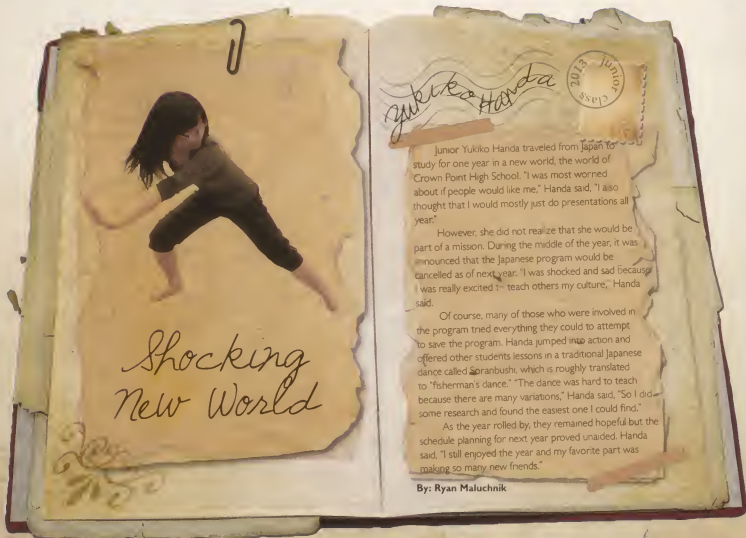 Shocking
New World
Yukiko Handa
2013 Junior class
Junior Yukiko Handa traveled from Japan to
study for one year in a new world, the world of
Crown Point High School. "I was most worried
about if people would like me," Handa said, "I also
thought that I would mostly just do presentations all
year."
However, she did not realize that she would be
part of a mission. During the middle of the year, it was
announced that the Japanese program would be
cancelled as of next year. "I was shocked and sad because
I was really excited to teach others my culture," Handa
said.
Of course, many of those who were involved in
the program tried everything they could to attempt
to save the program. Handa jumped into action and
offered other students lessons in a traditional Japanese
dance called Soranbushi, which is roughly translated
to "fisherman's dance." "The dance was hard to teach
because there are many variations," Handa said, "So I did
some research and found the easiest one I could find."
As the year rolled by, they remained hopeful but the
schedule planning for next year proved unaided. Handa
said, "I still enjoyed the year and my favorite part was
making so many new friends."
By: Ryan Maluchnik